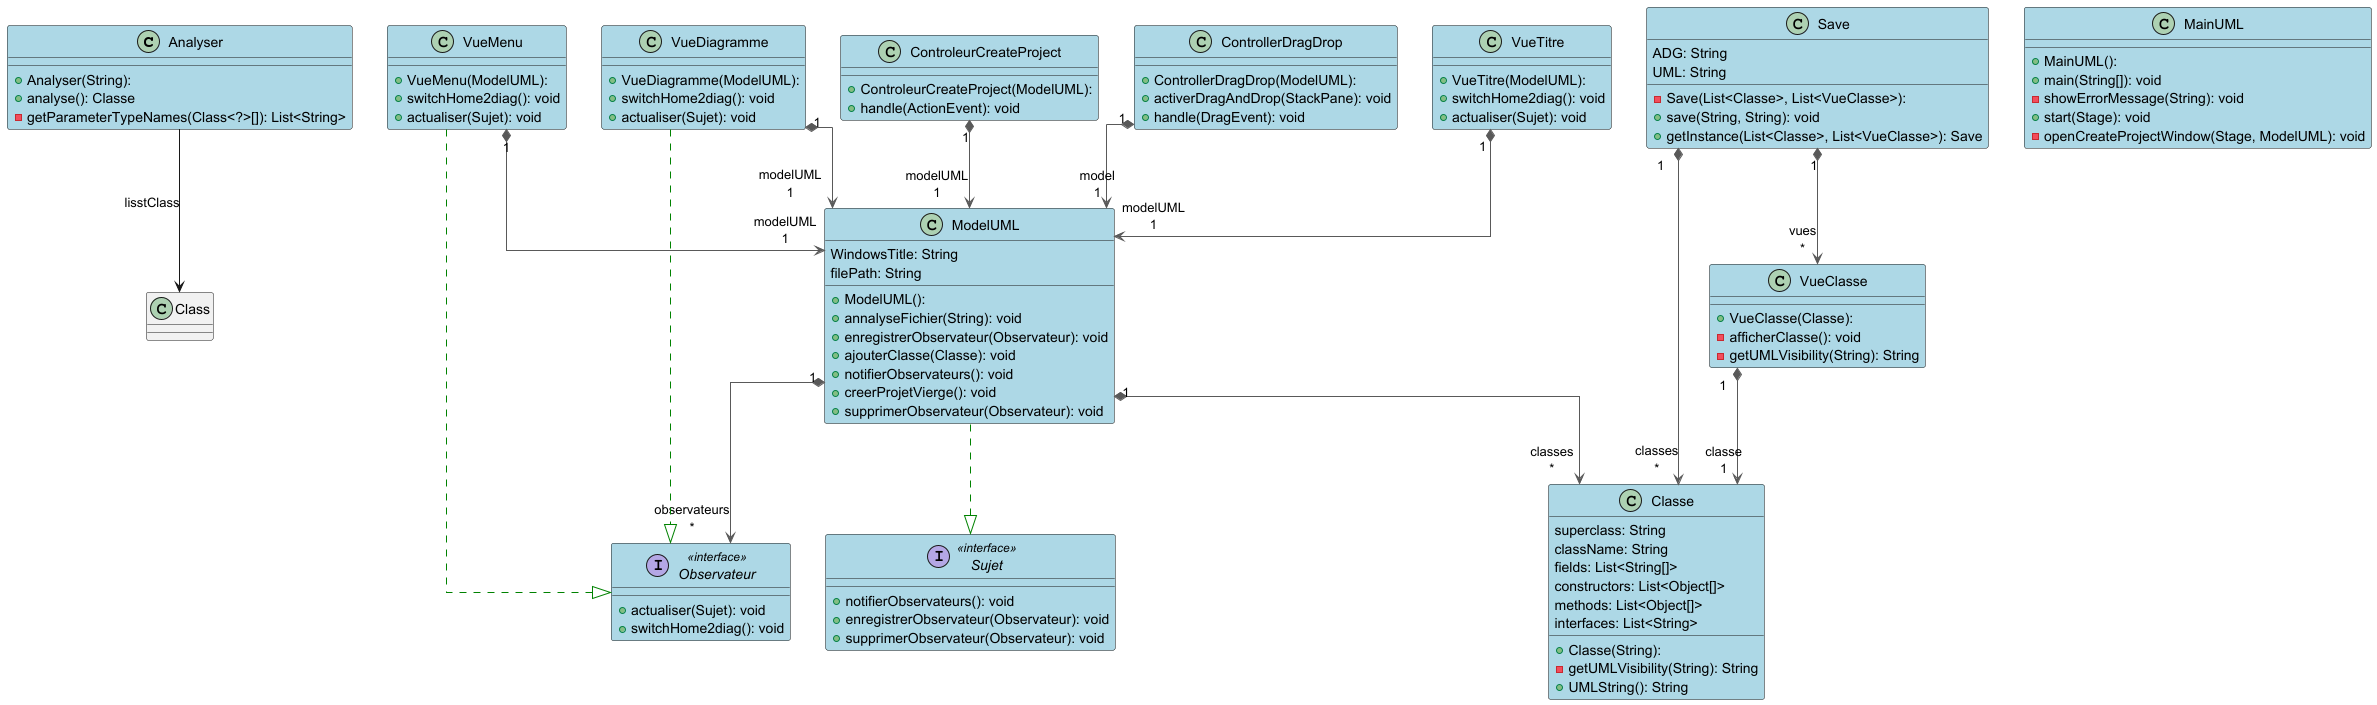 C Analyser
Analyser(String):
analyse(): Classe
getParameterTypeNames(Class<?>[]): List<String>
C VueMenu
VueMenu(ModelUML):
switchHome2diag(): void
actualiser(Sujet): void
C VueDiagramme
VueDiagramme(ModelUML):
switchHome2diag(): void
actualiser(Sujet): void
C ControleurCreateProject
ControleurCreateProject(ModelUML):
handle(ActionEvent): void
C ControllerDragDrop
ControllerDragDrop(ModelUML):
activerDragAndDrop(StackPane): void
handle(DragEvent): void
C VueTitre
VueTitre(ModelUML):
switchHome2diag(): void
actualiser(Sujet): void
C Save
ADG: String
UML: String
Save(List<Classe>, List<VueClasse>):
save(String, String): void
getInstance(List<Classe>, List<VueClasse>): Save
C MainUML
MainUML():
main(String[]): void
showErrorMessage(String): void
start(Stage): void
openCreateProjectWindow(Stage, ModelUML): void
1
1
1
1
1
1
1
lisstClass
modelUML
1
modelUML
1
modelUML
1
model
1
modelUML
1
vues
*
C Class
C ModelUML
WindowsTitle: String
filePath: String
ModelUML():
annalyseFichier(String): void
enregistrerObservateur(Observateur): void
ajouterClasse(Classe): void
notifierObservateurs(): void
creerProjetVierge(): void
supprimerObservateur(Observateur): void
C VueClasse
VueClasse(Classe):
afficherClasse(): void
getUMLVisibility(String): String
1
1
1
observateurs
*
classes
*
classes
*
classe
1
I «interface»
Observateur
actualiser(Sujet): void
switchHome2diag(): void
I «interface»
Sujet
notifierObservateurs(): void
enregistrerObservateur(Observateur): void
supprimerObservateur(Observateur): void
C Classe
superclass: String
className: String
fields: List<String[]>
constructors: List<Object[]>
methods: List<Object[]>
interfaces: List<String>
Classe(String):
getUMLVisibility(String): String
UMLString(): String